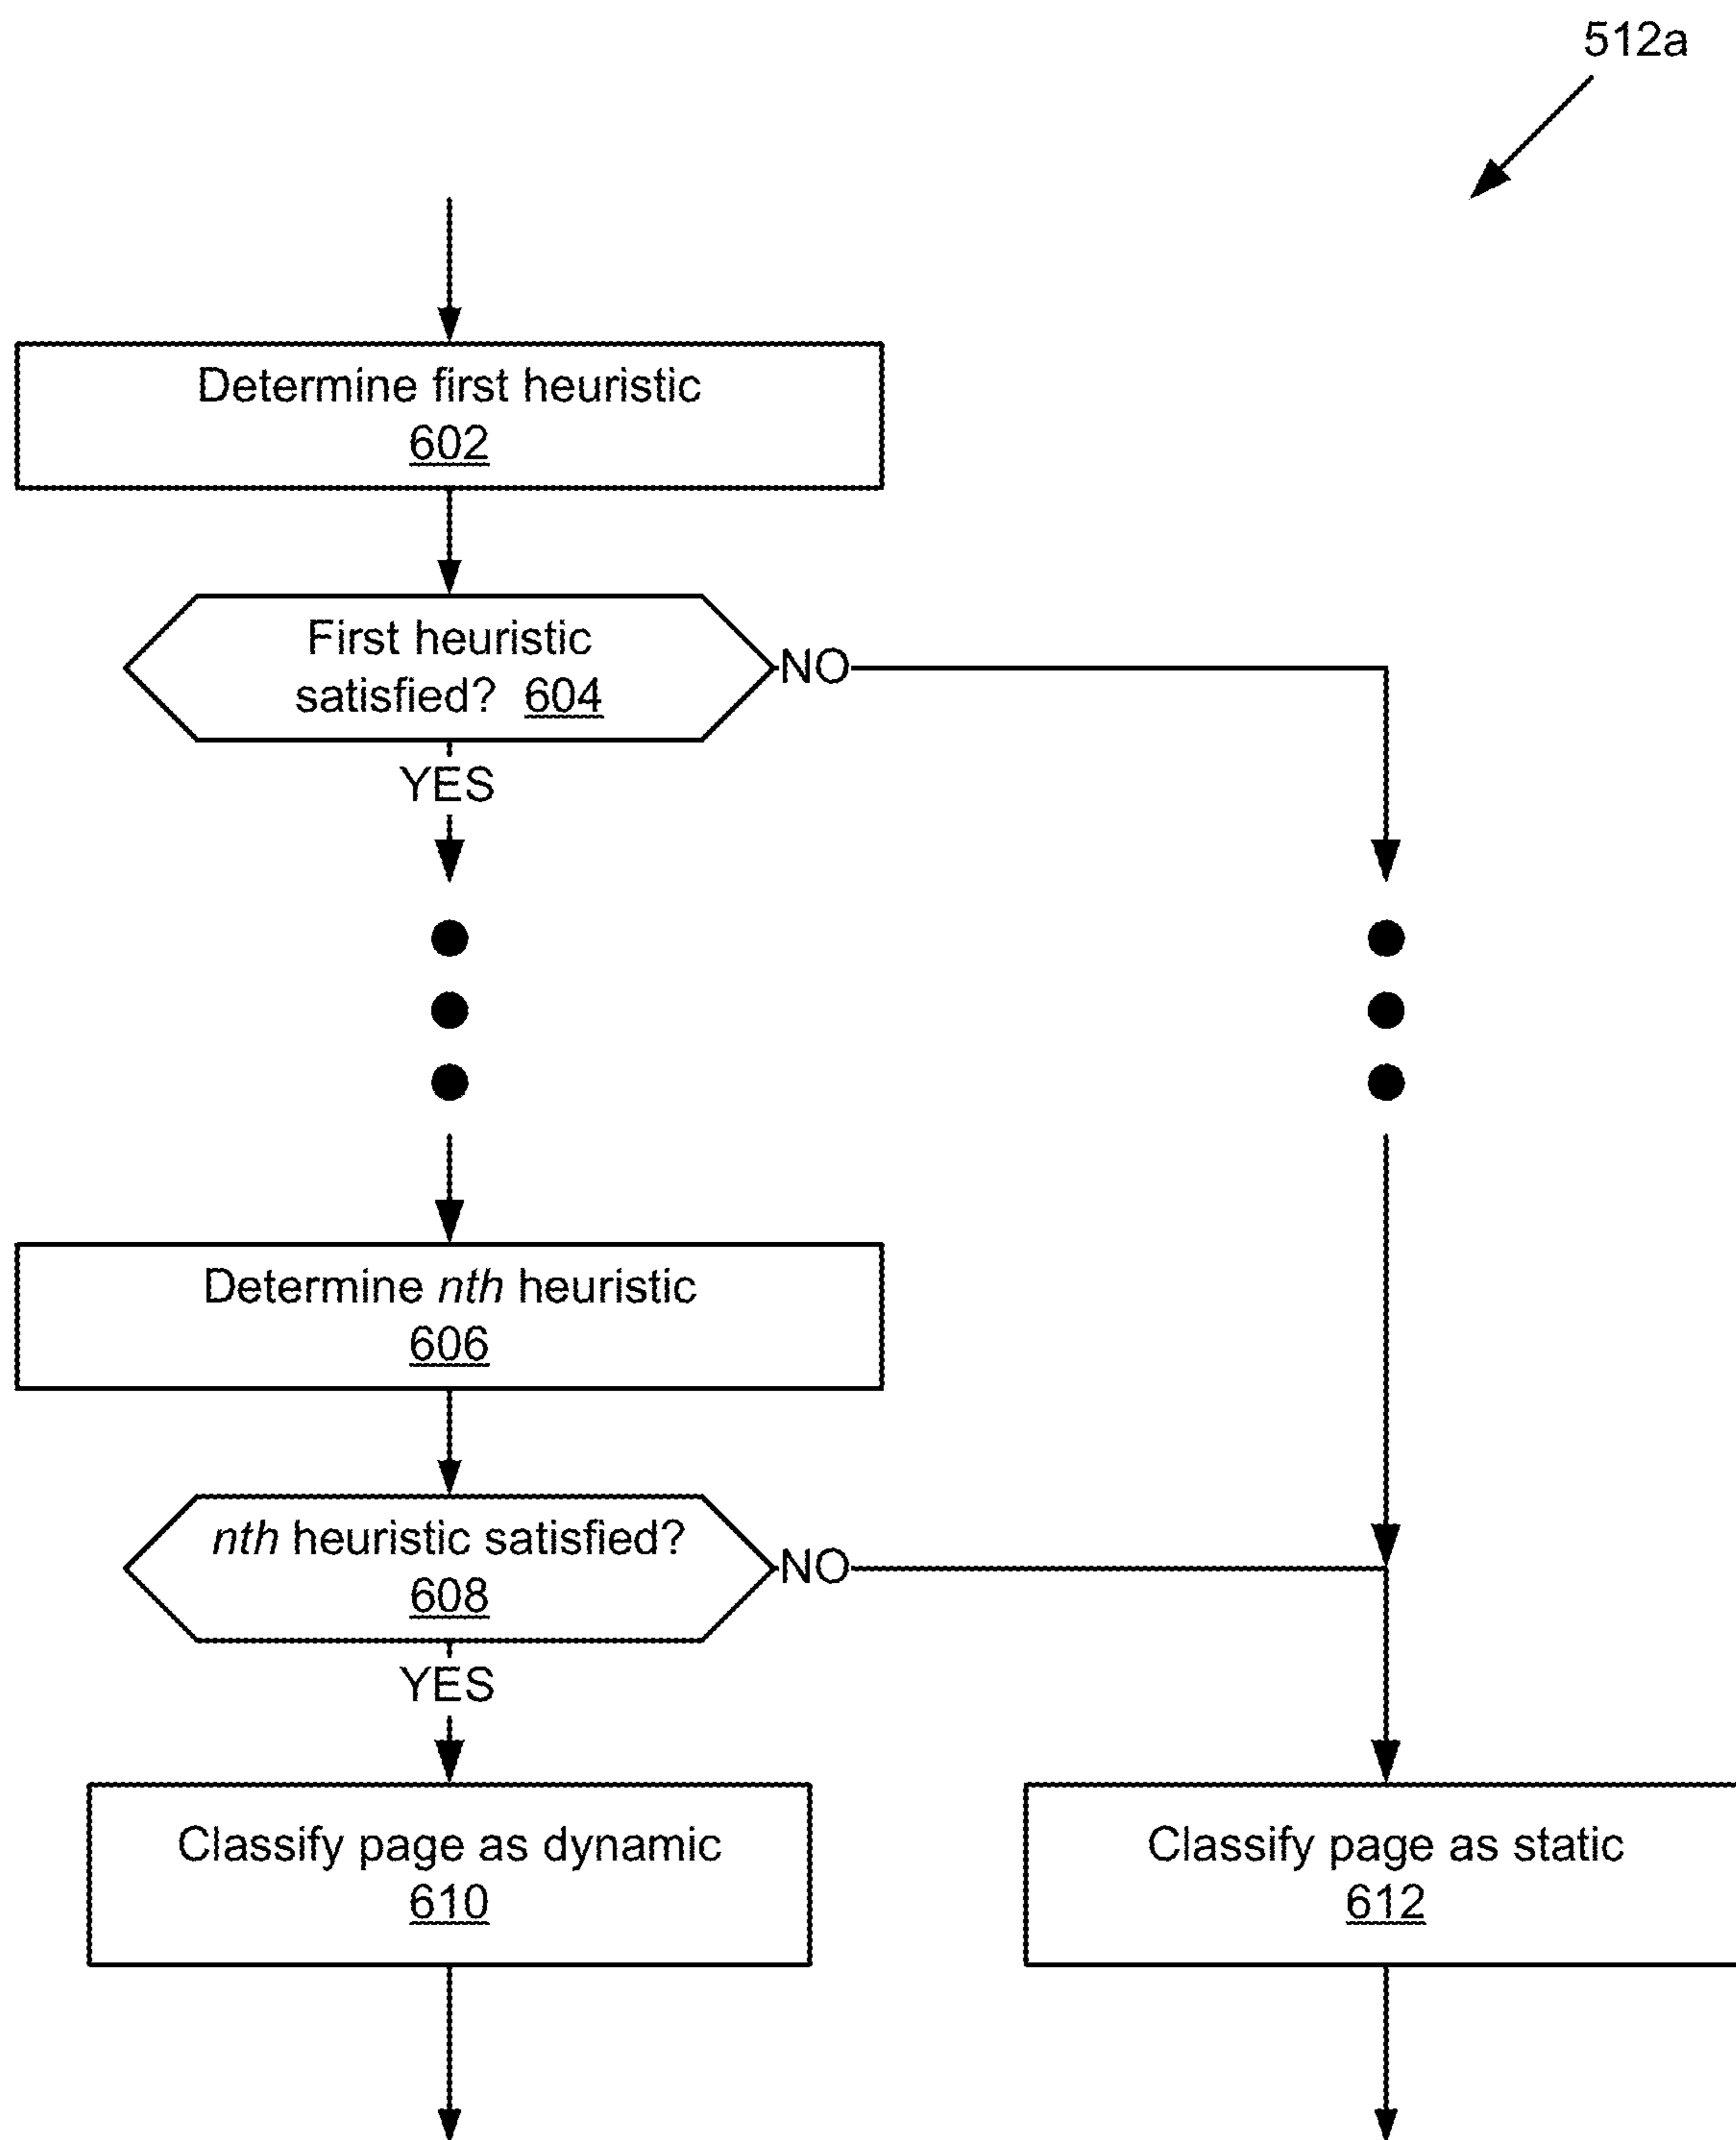 512a
Determine first heuristic
602
First heuristic
satisfied? 604
NO
YES
Determine nth heuristic
606
nth heuristic satisfied?
608
NO
YES
Classify page as dynamic
610
Classify page as static
612